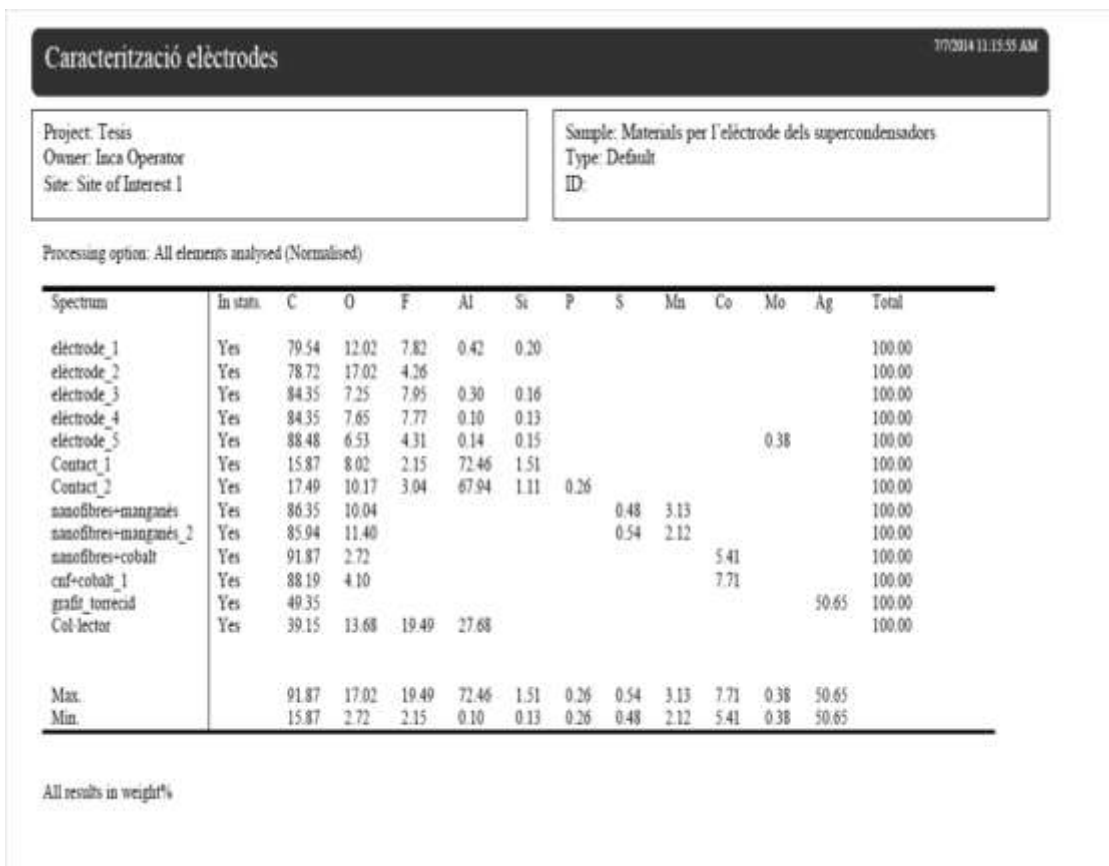 Caracterització elèctrodes
7/7/2014 11:15:55 AM
Project: Tesis
Owner: Inca Operator
Site: Site of Interest 1
Sample: Materials per l'elèctrode dels supercondensadors
Type: Default
ID:
Processing option: All elements analysed (Normalised)
Spectrum In stats. C O F Al Si P S Mn Co Mo Ag Total
elèctrode_1 Yes 79.54 12.02 7.82 0.42 0.20 100.00
elèctrode_2 Yes 78.72 17.02 4.26 100.00
elèctrode_3 Yes 84.35 7.25 7.95 0.30 0.16 100.00
elèctrode_4 Yes 84.35 7.65 7.77 0.10 0.13 100.00
elèctrode_5 Yes 88.48 6.53 4.31 0.14 0.15 0.38 100.00
Contact_1 Yes 15.87 8.02 2.15 72.46 1.51 100.00
Contact_2 Yes 17.49 10.17 3.04 67.94 1.11 0.26 100.00
nanofibres+manganés Yes 86.35 10.04 0.48 3.13 100.00
nanofibres+manganés_2 Yes 85.94 11.40 0.54 2.12 100.00
nanofibres+cobalt Yes 91.87 2.72 5.41 100.00
cnf+cobalt_1 Yes 88.19 4.10 7.71 100.00
grafit_torrecid Yes 49.35 50.65 100.00
Col·lector Yes 39.15 13.68 19.49 27.68 100.00
Max. 91.87 17.02 19.49 72.46 1.51 0.26 0.54 3.13 7.71 0.38 50.65
Min. 15.87 2.72 2.15 0.10 0.13 0.26 0.48 2.12 5.41 0.38 50.65
All results in weight%